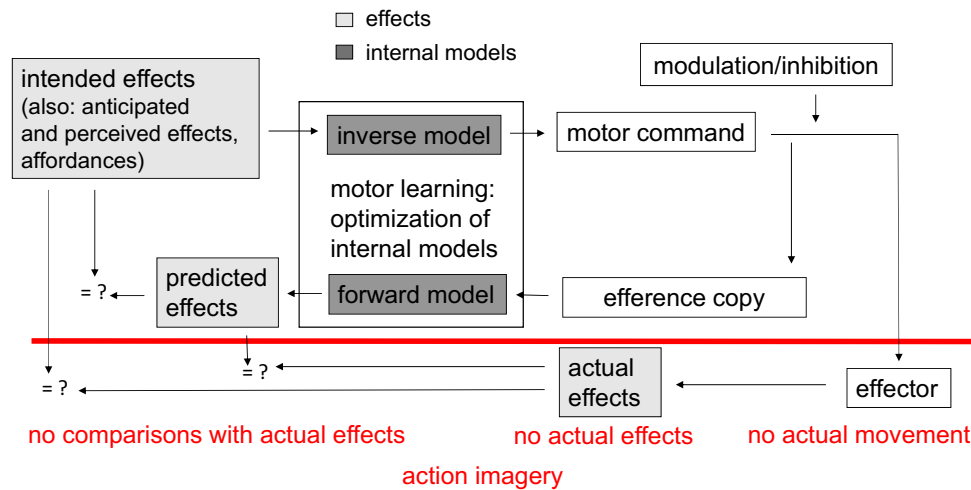 effects
internal models
intended effects
(also: anticipated
and perceived effects,
affordances)
modulation/inhibition
inverse model
motor command
motor learning:
optimization of
internal models
= ?
predicted
effects
forward model
efference copy
= ?
= ?
actual
effects
effector
no comparisons with actual effects
no actual effects
no actual movement
action imagery